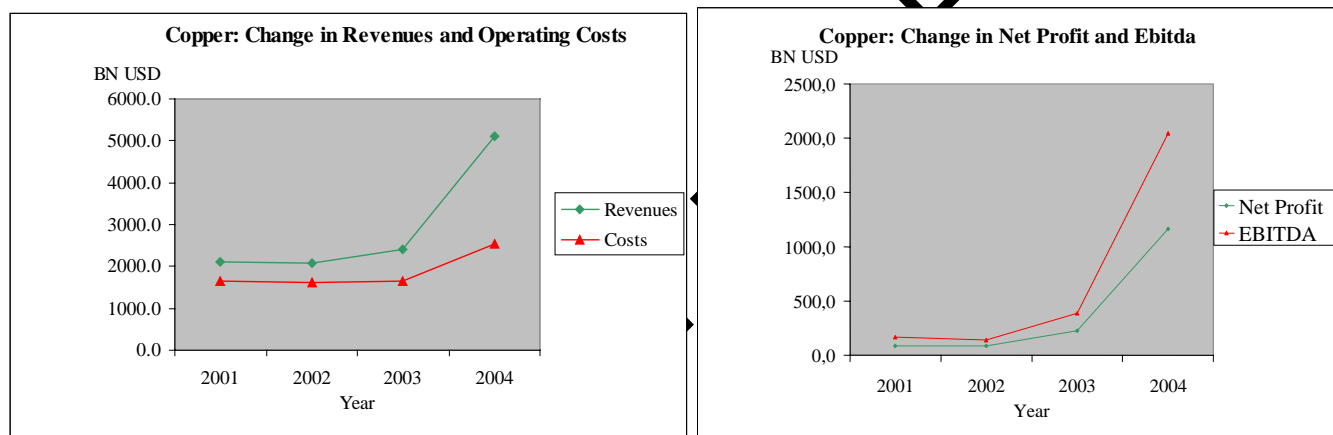 Copper: Change in Revenues and Operating Costs
BN USD
6000.0
5000.0
4000.0
3000.0
2000.0
1000.0
0.0
2001 2002 2003 2004
Year
Revenues
Costs
Copper: Change in Net Profit and Ebitda
BN USD
2500,0
2000,0
1500,0
1000,0
500,0
0,0
2001 2002 2003 2004
Year
Net Profit
EBITDA